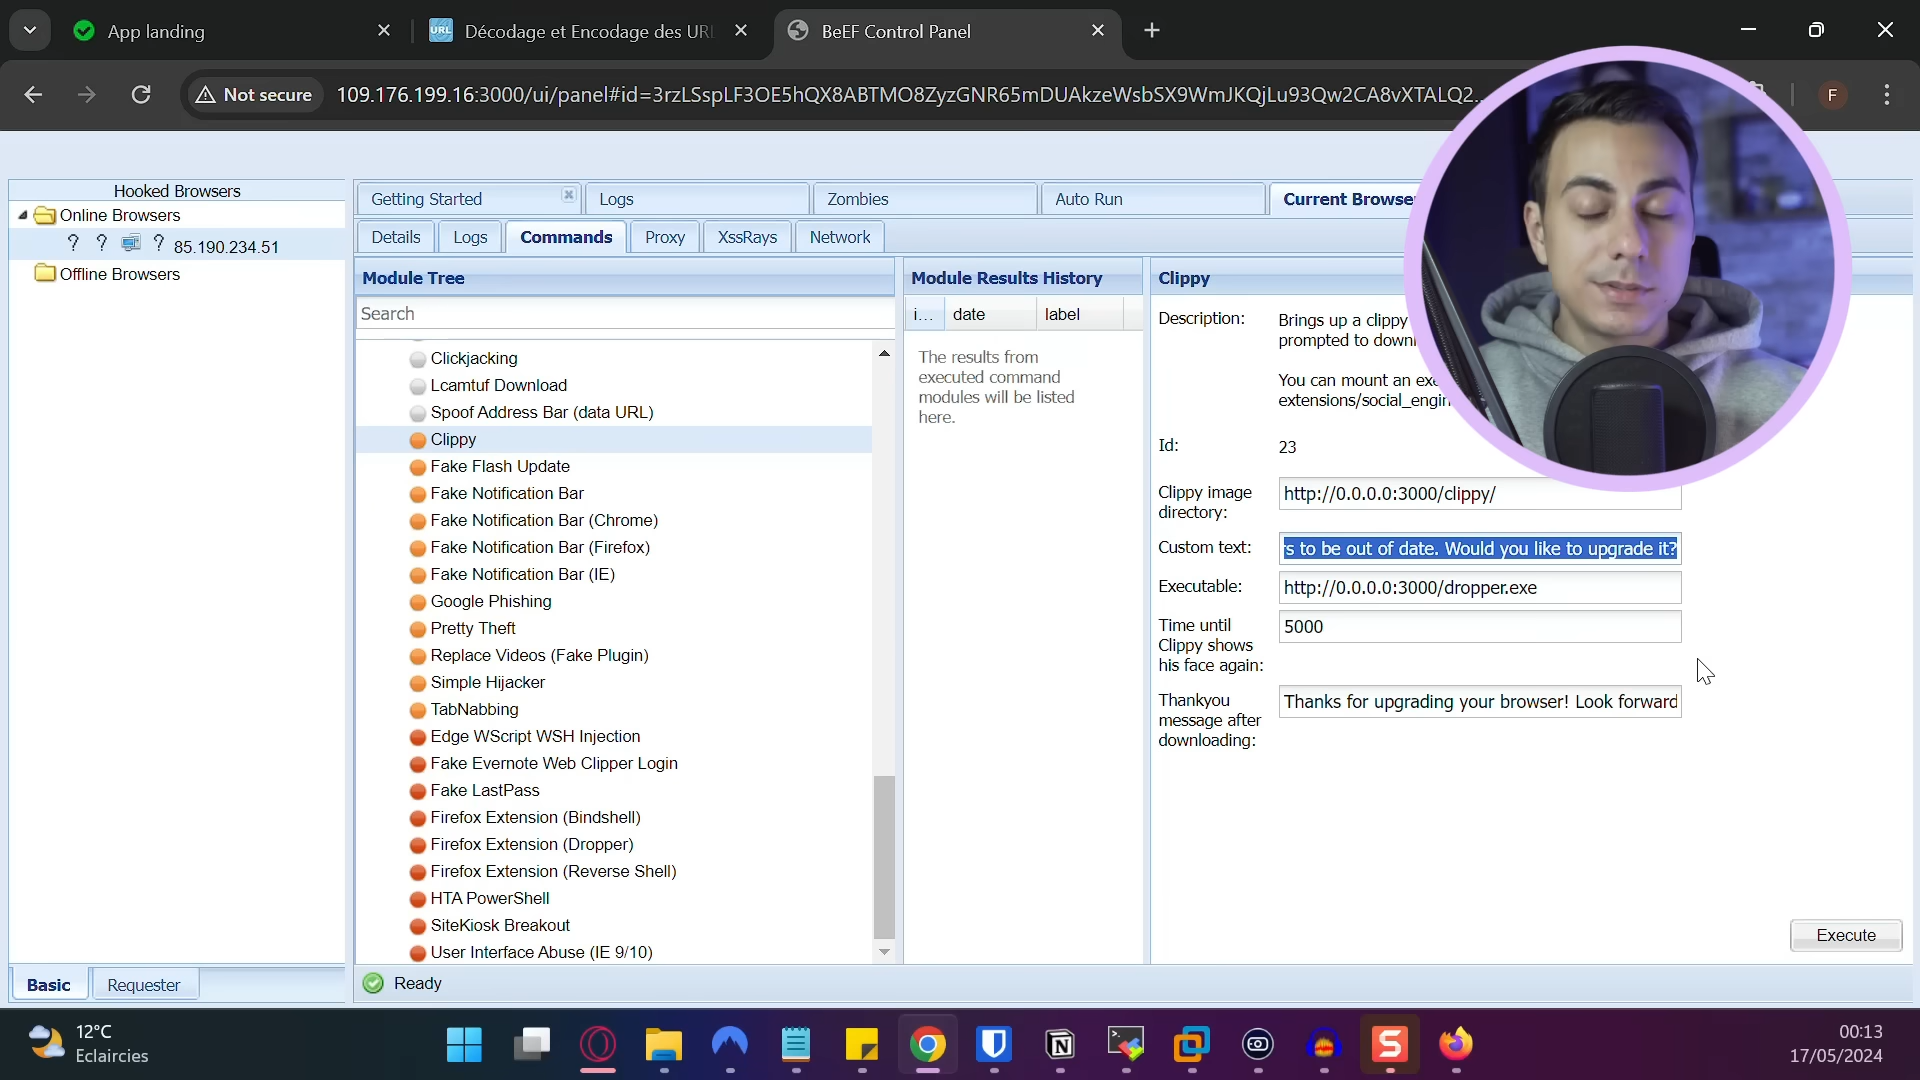 App landing
URL
Décodage et Encodage des URL
BeEF Control Panel
Not secure
109.176.199.16:3000/ui/panel#id=3rzLSspLF3OE5hQX8ABTMO8ZyzGNR65mDUAkzeWsbSX9WmJKQjLu93Qw2CA8vXTALQ2...
F
Hooked Browsers
Online Browsers
? ? ? 85.190.234.51
Offline Browsers
Getting Started
Logs
Zombies
Auto Run
Current Browser
Details
Logs
Commands
Proxy
XssRays
Network
Module Tree
Search
Clickjacking
Lcamtuf Download
Spoof Address Bar (data URL)
Clippy
Fake Flash Update
Fake Notification Bar
Fake Notification Bar (Chrome)
Fake Notification Bar (Firefox)
Fake Notification Bar (IE)
Google Phishing
Pretty Theft
Replace Videos (Fake Plugin)
Simple Hijacker
TabNabbing
Edge WScript WSH Injection
Fake Evernote Web Clipper Login
Fake LastPass
Firefox Extension (Bindshell)
Firefox Extension (Dropper)
Firefox Extension (Reverse Shell)
HTA PowerShell
SiteKiosk Breakout
User Interface Abuse (IE 9/10)
Module Results History
i... date label
The results from
executed command
modules will be listed
here.
Clippy
Description: Brings up a clippy
prompted to down
You can mount an exe
extensions/social_engin
Id: 23
Clippy image
directory:
http://0.0.0.0:3000/clippy/
Custom text: rs to be out of date. Would you like to upgrade it?
Executable: http://0.0.0.0:3000/dropper.exe
Time until
Clippy shows
his face again:
5000
Thankyou
message after
downloading:
Thanks for upgrading your browser! Look forward
Execute
Basic
Requester
Ready
12°C
Eclaircies
00:13
17/05/2024